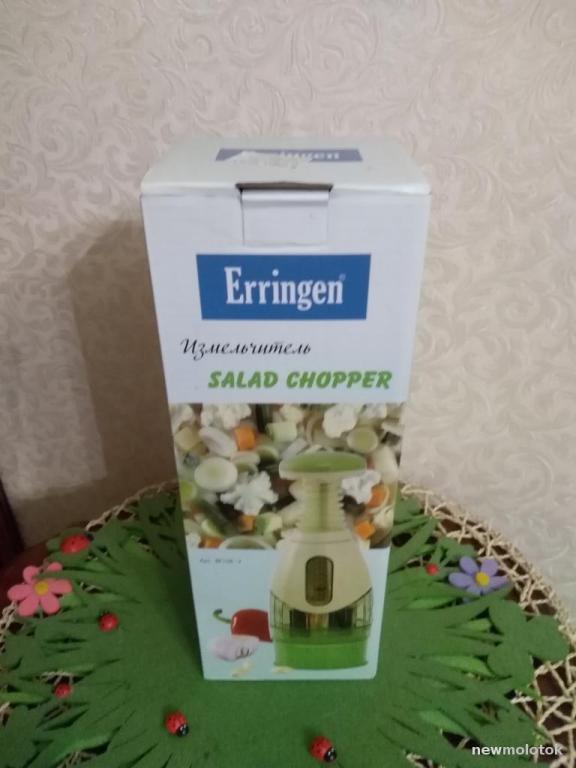 Erringen
Erringen®
Измельчитель
SALAD CHOPPER
newmolotok